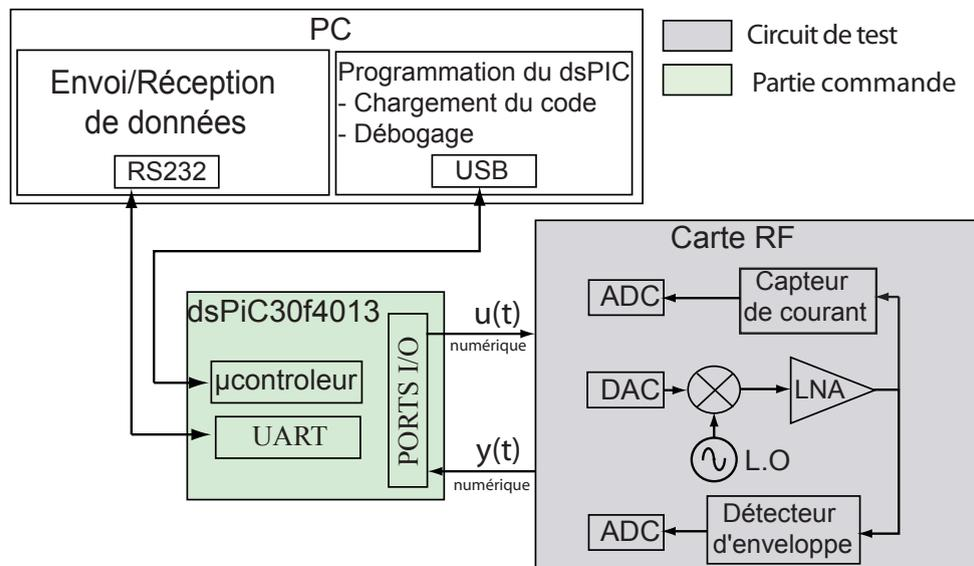 PC
Envoi/Réception
de données
RS232
Programmation du dsPIC
- Chargement du code
- Débogage
USB
Circuit de test
Partie commande
dsPiC30f4013
µcontroleur
UART
PORTS I/O
u(t)
numérique
y(t)
numérique
Carte RF
ADC
Capteur
de courant
DAC
LNA
L.O
ADC
Détecteur
d'enveloppe